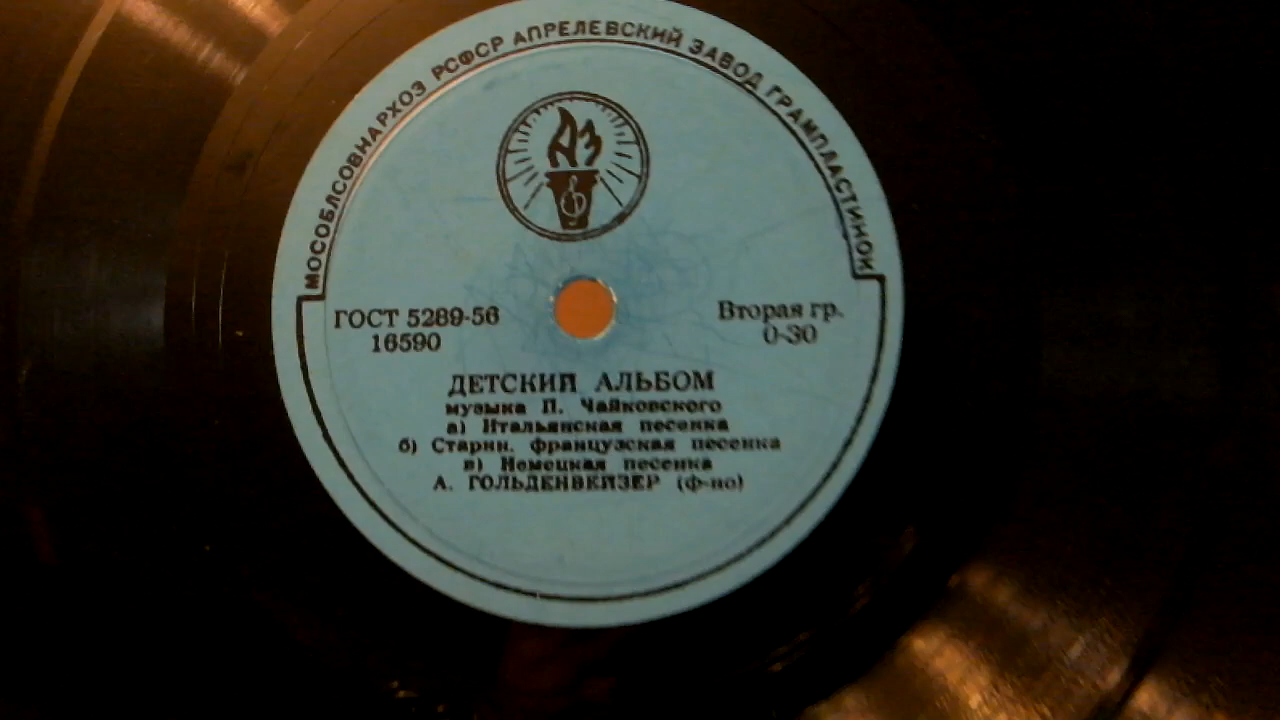 МОСОБЛСОВНАРХОЗ РСФСР АПРЕЛЕВСКИЙ ЗАВОД ГРАМПЛАСТИНОК
АЗ
ГОСТ 5289-56
16590
Вторая гр.
0-30
ДЕТСКИЙ АЛЬБОМ
музыка П. Чайковского
а) Итальянская песенка
б) Старин. французская песенка
в) Немецкая песенка
А. ГОЛЬДЕНВЕЙЗЕР (ф-но)